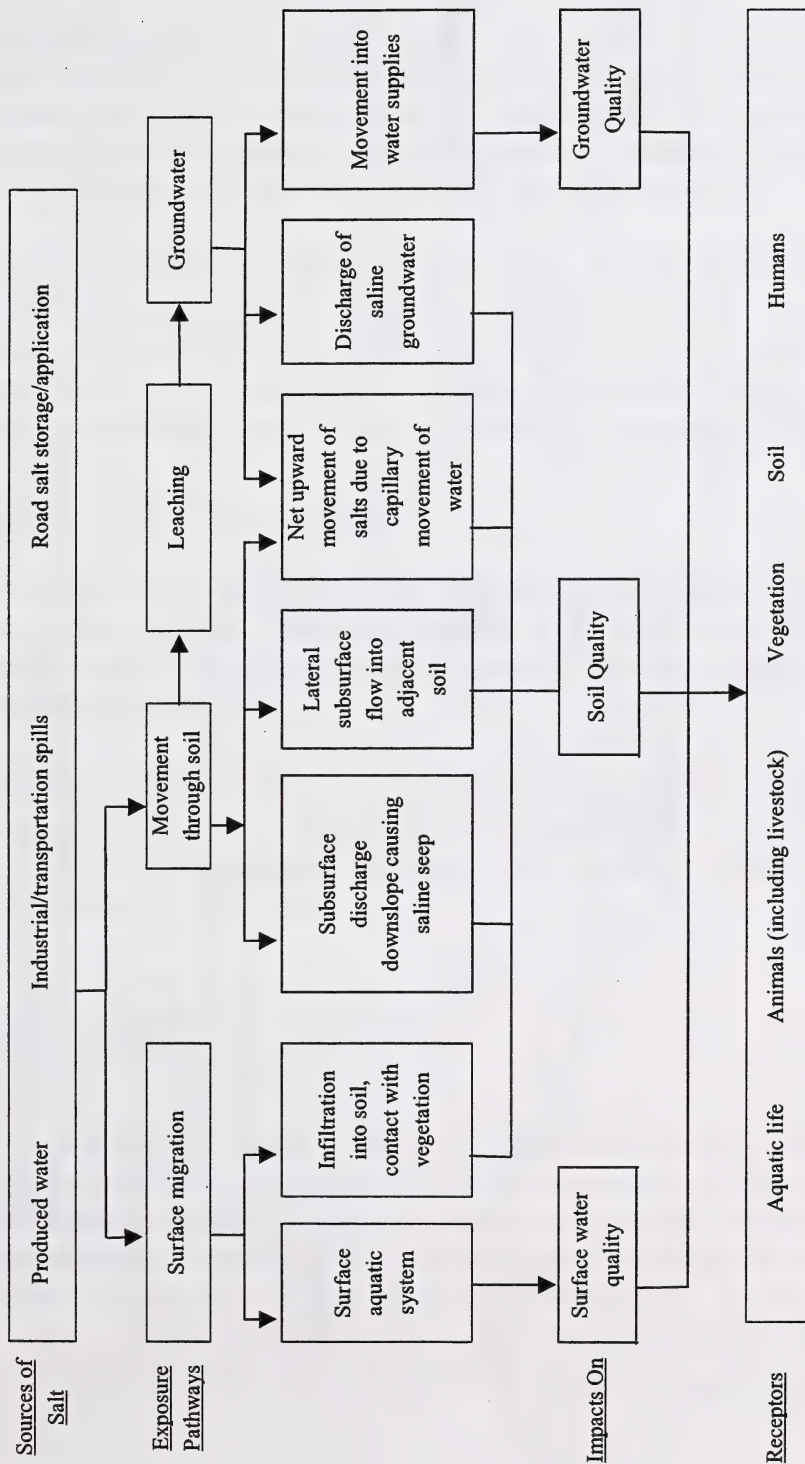 Sources of
Salt
Produced water
Industrial/transportation spills
Road salt storage/application
Exposure
Pathways
Surface migration
Movement
through soil
Leaching
Groundwater
Surface
aquatic
system
Infiltration
into soil,
contact with
vegetation
Subsurface
discharge
downslope causing
saline seep
Lateral
subsurface
flow into
adjacent
soil
Net upward
movement of
salts due to
capillary
movement of
water
Discharge of
saline
groundwater
Movement into
water supplies
Impacts On
Surface water
quality
Soil Quality
Groundwater
Quality
Receptors
Aquatic life
Animals (including livestock)
Vegetation
Soil
Humans